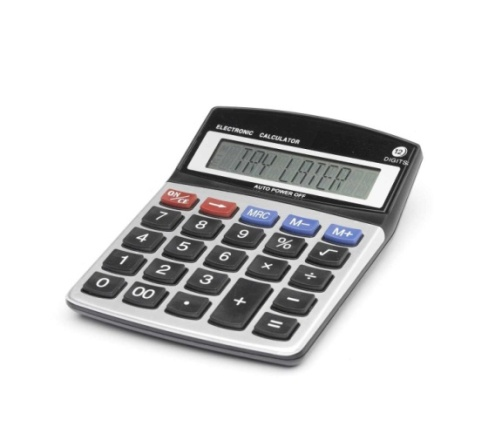 ELECTRONIC CALCULATOR
12
DIGITS
TRY LATER
AUTO POWER OFF
ON/CE → MRC M− M+
7 8 9 % √
4 5 6 × ÷
1 2 3 + −
0 00 . =